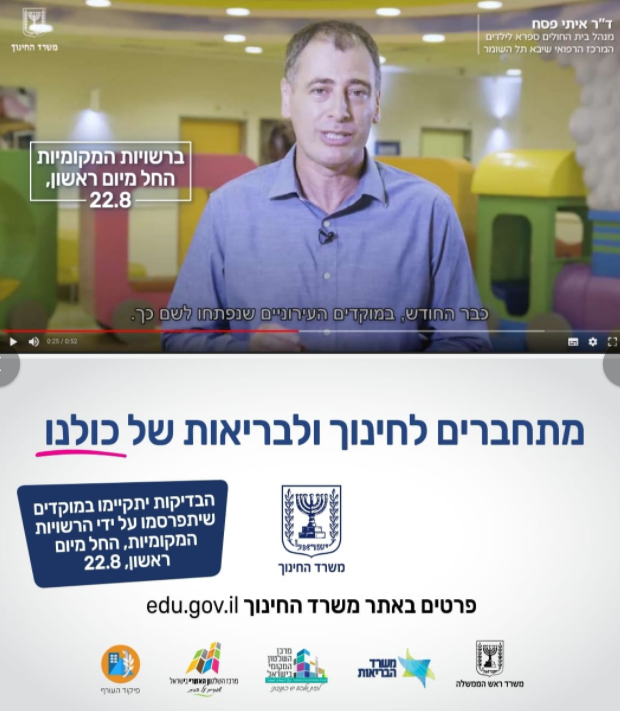 משרד החינוך
ד"ר איתי פסח
מנהל בית החולים ספרא לילדים
המרכז הרפואי שיבא תל השומר
ברשויות המקומיות
החל מיום ראשון,
22.8
כבר החודש, במוקדים העירוניים שנפתחו לשם כך.
0:25 / 0:52
מתחברים לחינוך ולבריאות של כולנו
הבדיקות יתקיימו במוקדים
שיתפרסמו על ידי הרשויות
המקומיות, החל מיום
ראשון, 22.8
משרד החינוך
פרטים באתר משרד החינוך edu.gov.il
משרד ראש הממשלה
משרד
הבריאות
מרכז
השלטון
המקומי
בישראל
מרכז השלטון האזורי בישראל
פיקוד העורף